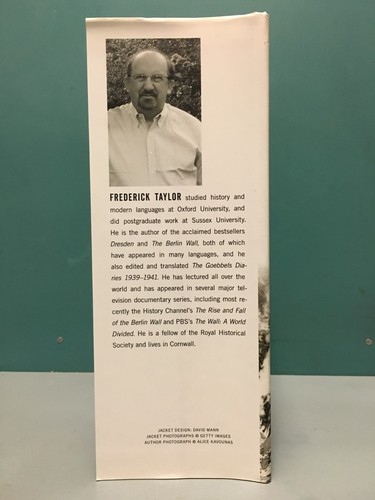 FREDERICK TAYLOR studied history and
modern languages at Oxford University, and
did postgraduate work at Sussex University.
He is the author of the acclaimed bestsellers
Dresden and The Berlin Wall, both of which
have appeared in many languages, and he
also edited and translated The Goebbels Dia-
ries 1939–1941. He has lectured all over the
world and has appeared in several major tel-
evision documentary series, including most re-
cently the History Channel's The Rise and Fall
of the Berlin Wall and PBS's The Wall: A World
Divided. He is a fellow of the Royal Historical
Society and lives in Cornwall.
JACKET DESIGN: DAVID MANN
JACKET PHOTOGRAPHS © GETTY IMAGES
AUTHOR PHOTOGRAPH © ALICE KAVOUNAS